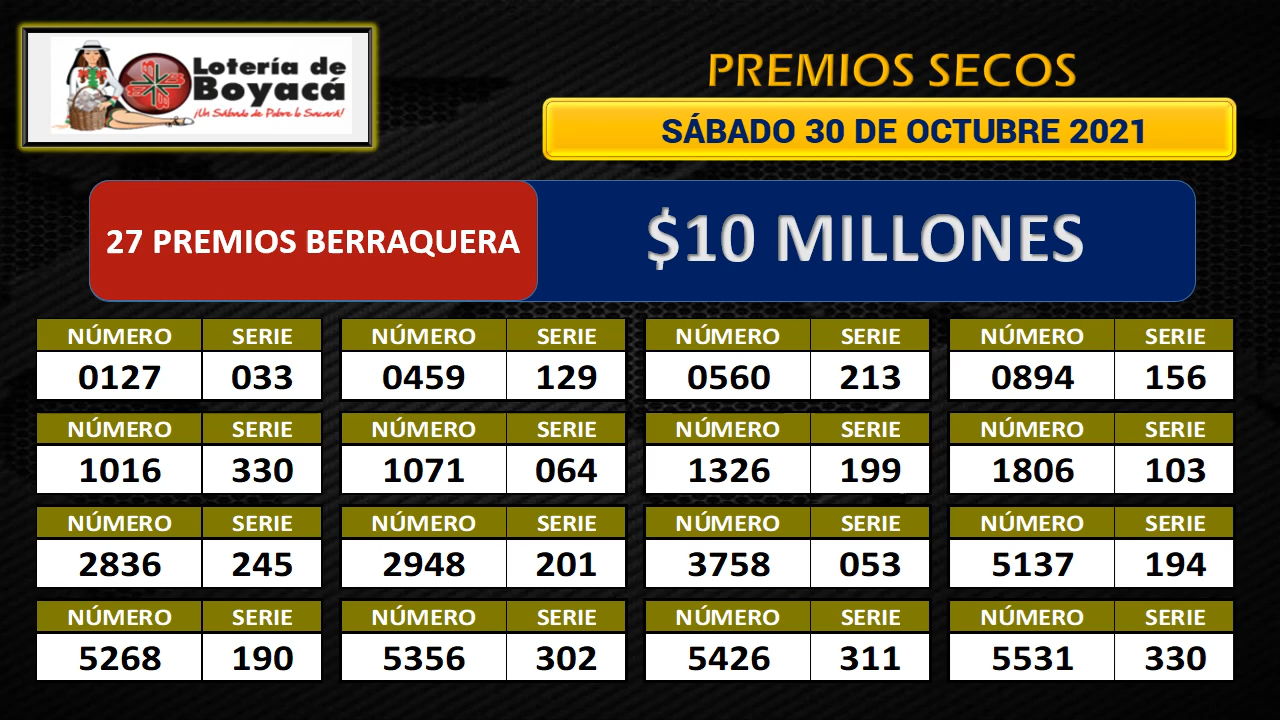 Lotería de
Boyacá
¡Un Sábado de Pobre lo Sacará!
PREMIOS SECOS
SÁBADO 30 DE OCTUBRE 2021
27 PREMIOS BERRAQUERA
$10 MILLONES
NÚMERO SERIE NÚMERO SERIE NÚMERO SERIE NÚMERO SERIE
0127 033 0459 129 0560 213 0894 156
NÚMERO SERIE NÚMERO SERIE NÚMERO SERIE NÚMERO SERIE
1016 330 1071 064 1326 199 1806 103
NÚMERO SERIE NÚMERO SERIE NÚMERO SERIE NÚMERO SERIE
2836 245 2948 201 3758 053 5137 194
NÚMERO SERIE NÚMERO SERIE NÚMERO SERIE NÚMERO SERIE
5268 190 5356 302 5426 311 5531 330